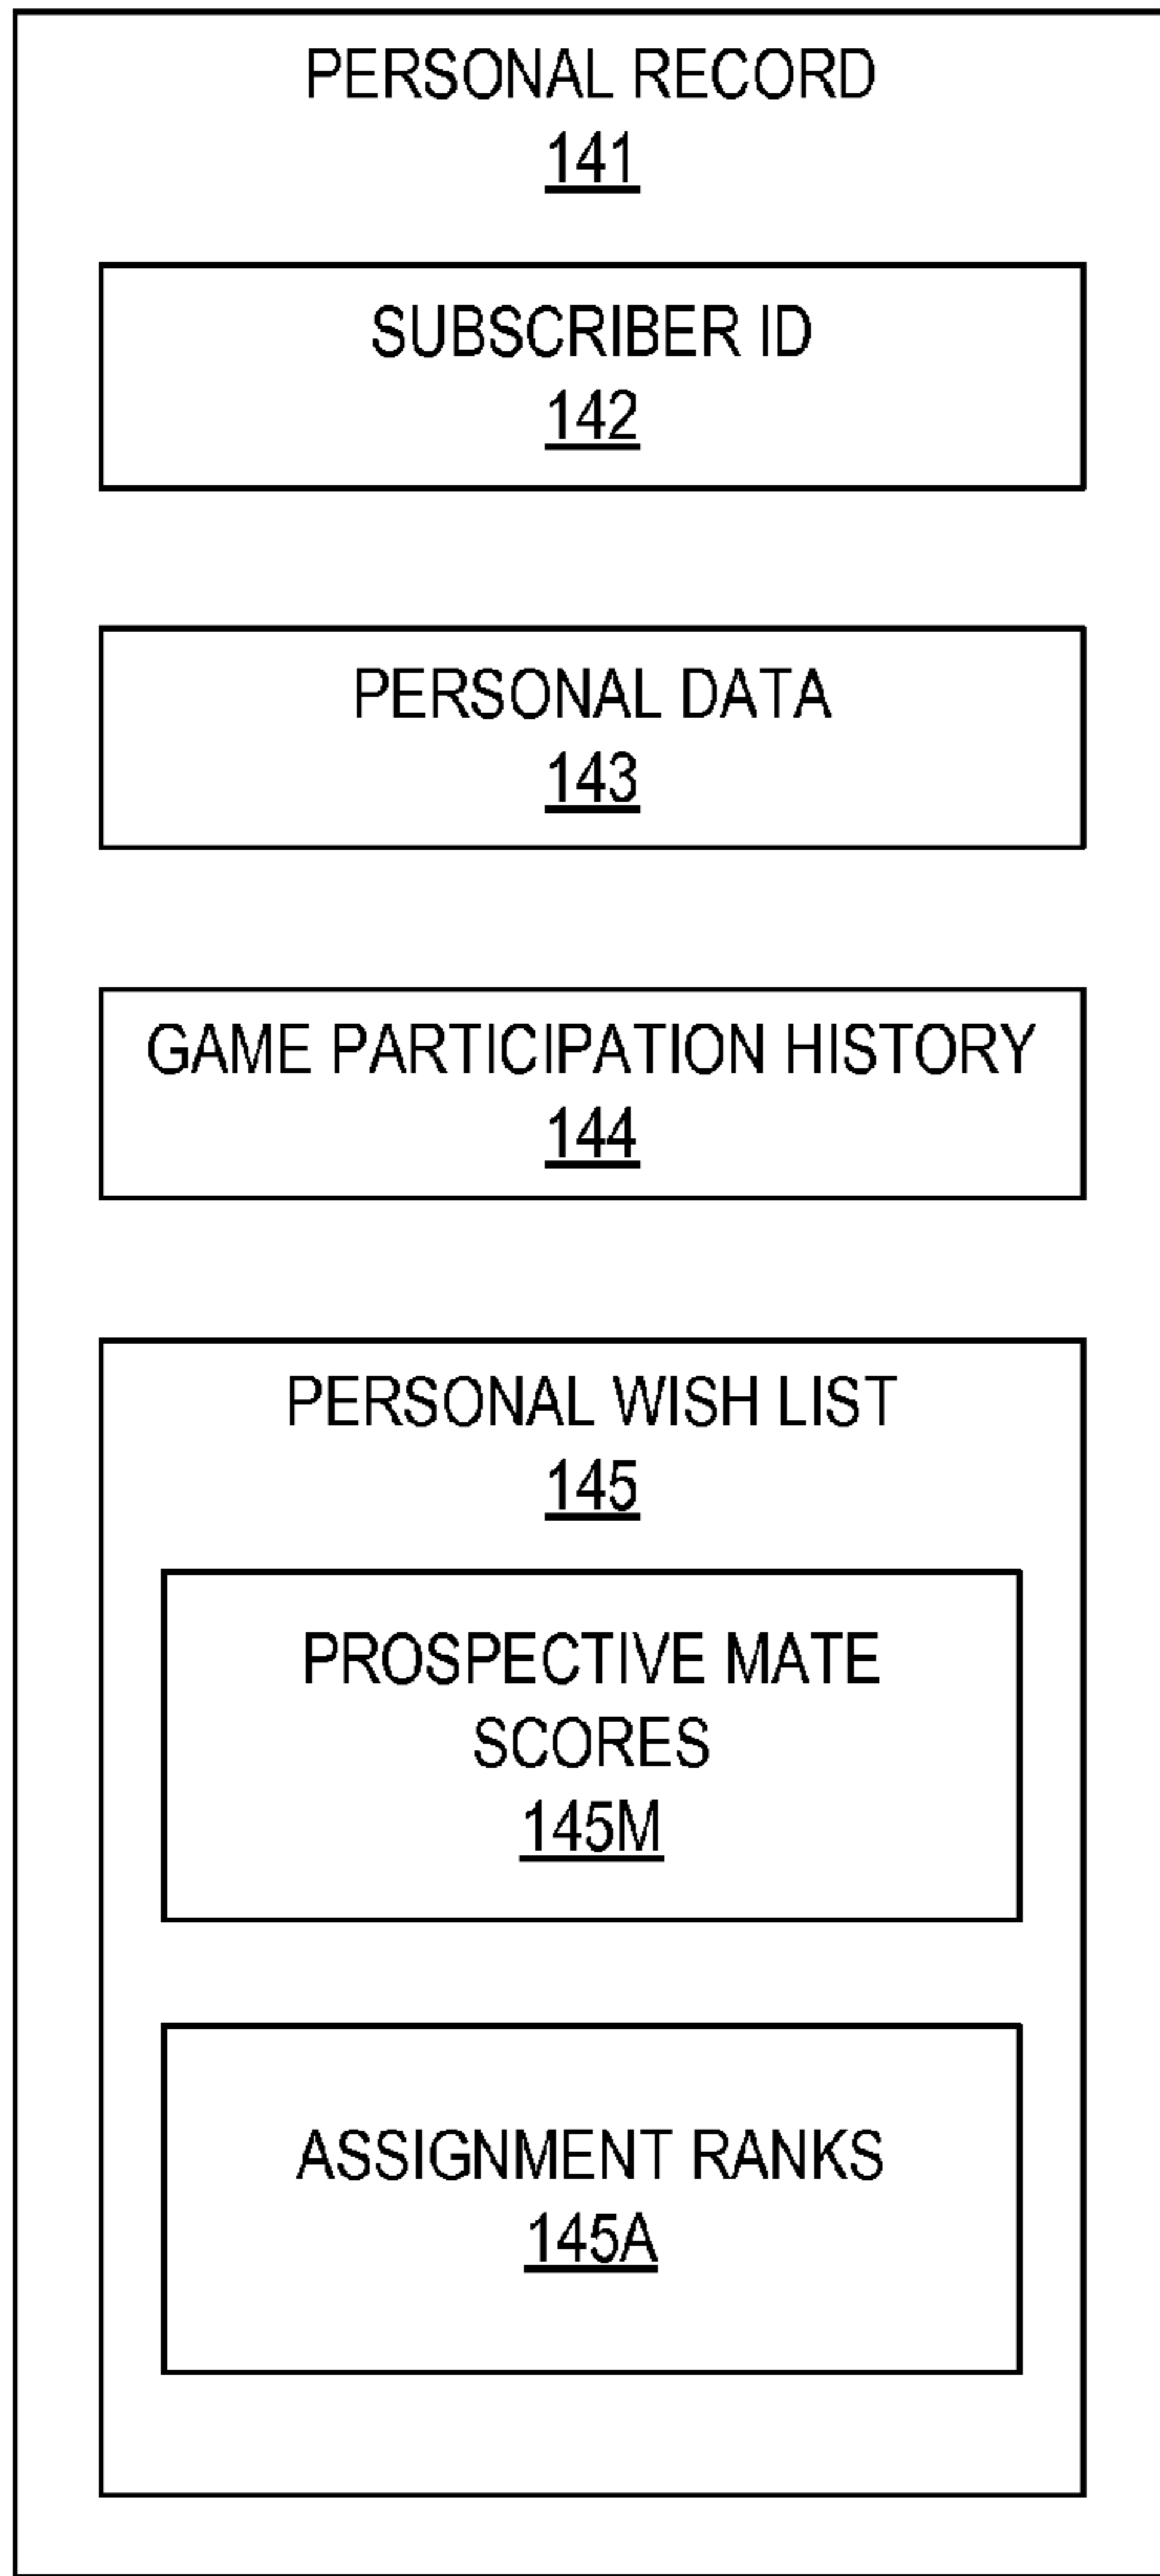 PERSONAL RECORD
141
SUBSCRIBER ID
142
PERSONAL DATA
143
GAME PARTICIPATION HISTORY
144
PERSONAL WISH LIST
145
PROSPECTIVE MATE
SCORES
145M
ASSIGNMENT RANKS
145A